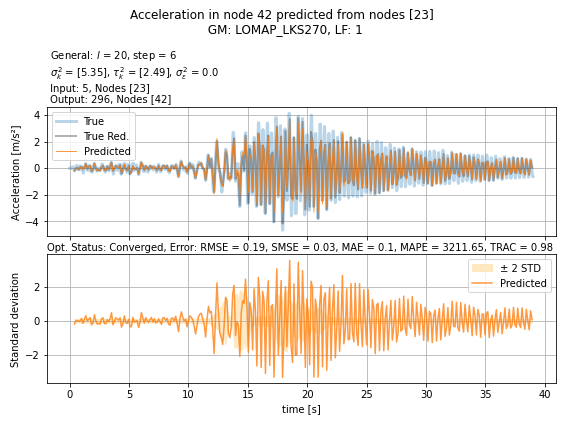 Acceleration in node 42 predicted from nodes [23]
GM: LOMAP_LKS270, LF: 1
General: l = 20, step = 6
σ²ₖ = [5.35], τ²ₖ = [2.49], σ²ε = 0.0
Input: 5, Nodes [23]
Output: 296, Nodes [42]
Acceleration [m/s²]
4
2
0
−2
−4
True
True Red.
Predicted
Opt. Status: Converged, Error: RMSE = 0.19, SMSE = 0.03, MAE = 0.1, MAPE = 3211.65, TRAC = 0.98
Standard deviation
2
0
−2
± 2 STD
Predicted
0 5 10 15 20 25 30 35 40
time [s]